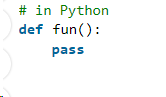 # in Python
def fun():
    pass